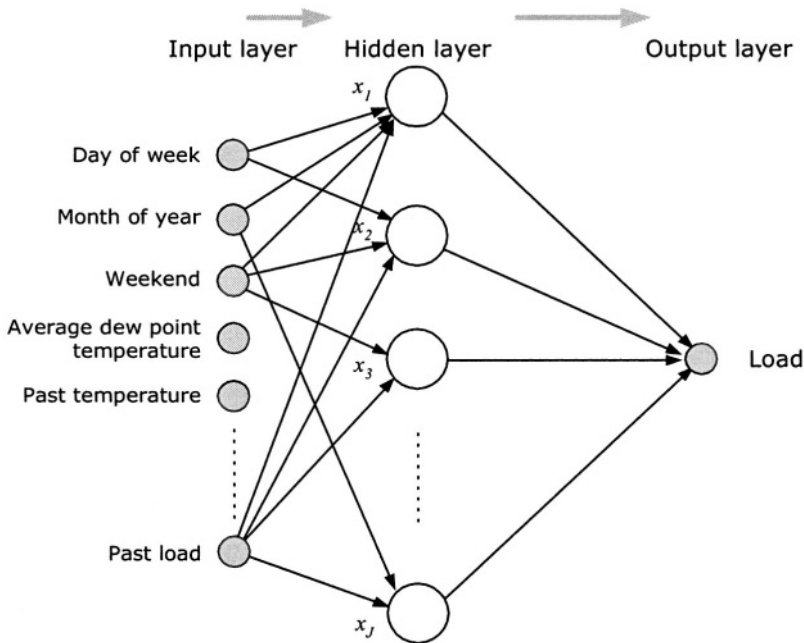 Input layer
Hidden layer
Output layer
x1
Day of week
Month of year
x2
Weekend
Average dew point
temperature
x3
Load
Past temperature
Past load
xJ